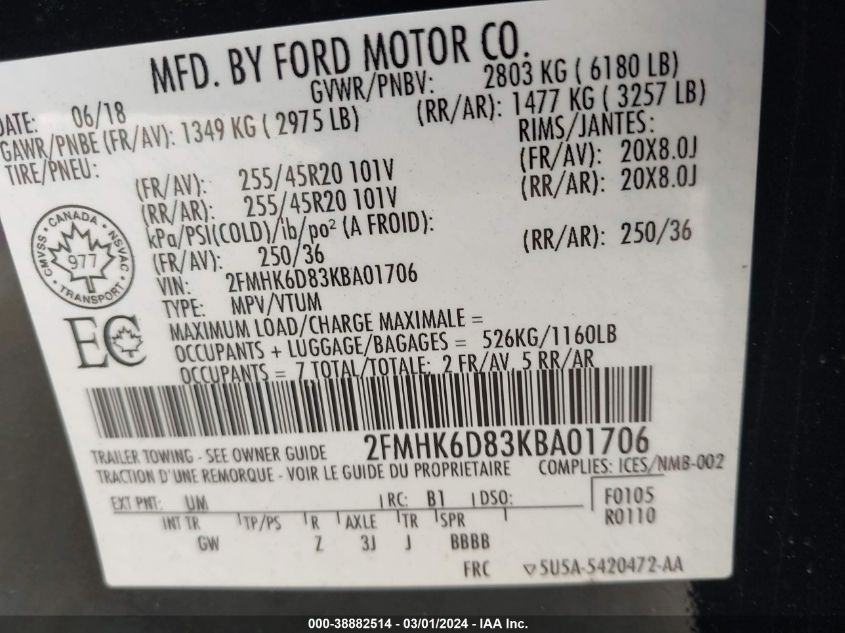 MFD. BY FORD MOTOR CO.
DATE: 06/18 GVWR/PNBV: 2803 KG ( 6180 LB)
GAWR/PNBE (FR/AV): 1349 KG ( 2975 LB) (RR/AR): 1477 KG ( 3257 LB)
TIRE/PNEU: RIMS/JANTES:
(FR/AV): 255/45R20 101V (FR/AV): 20X8.0J
(RR/AR): 255/45R20 101V (RR/AR): 20X8.0J
kPa/PSI(COLD)/lb/po² (A FROID):
(FR/AV): 250/36 (RR/AR): 250/36
VIN: 2FMHK6D83KBA01706
TYPE: MPV/VTUM
CANADA
CMVSS 977 NSVAC
TRANSPORT
EC
MAXIMUM LOAD/CHARGE MAXIMALE =
OCCUPANTS + LUGGAGE/BAGAGES = 526KG/1160LB
OCCUPANTS = 7 TOTAL/TOTALE: 2 FR/AV 5 RR/AR
2FMHK6D83KBA01706
TRAILER TOWING - SEE OWNER GUIDE
TRACTION D'UNE REMORQUE - VOIR LE GUIDE DU PROPRIETAIRE
COMPLIES: ICES/NMB-002
EXT PNT: UM RC: B1 DSO: F0105
INT TR TP/PS R AXLE TR SPR R0110
GW Z 3J J BBBB
FRC ▽5U5A-5420472-AA
000-38882514 - 03/01/2024 - IAA Inc.